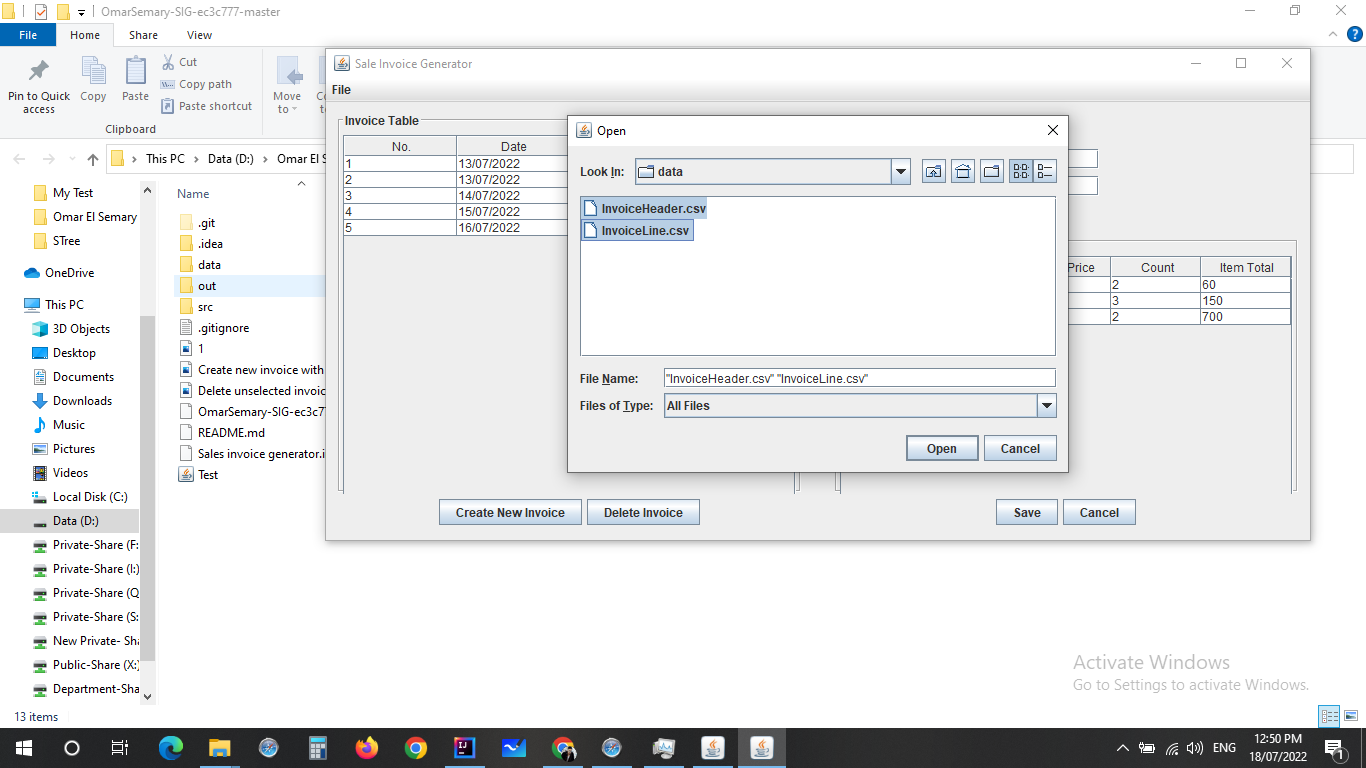 OmarSemary-SIG-ec3c777-master
File Home Share View
Pin to Quick access
Copy
Paste
Cut
Copy path
Paste shortcut
Move to
Clipboard
This PC > Data (D:) > Omar El S
My Test
Omar El Semary
STree
OneDrive
This PC
3D Objects
Desktop
Documents
Downloads
Music
Pictures
Videos
Local Disk (C:)
Data (D:)
Private-Share (F:
Private-Share (I:)
Private-Share (Q
Private-Share (S:
New Private- Sha
Public-Share (X:)
Department-Sha
Name
.git
.idea
data
out
src
.gitignore
1
Create new invoice with
Delete unselected invoic
OmarSemary-SIG-ec3c7
README.md
Sales invoice generator.i
Test
13 items
Sale Invoice Generator
File
Invoice Table
No. Date
1 13/07/2022
2 13/07/2022
3 14/07/2022
4 15/07/2022
5 16/07/2022
Price Count Item Total
2 60
3 150
2 700
Create New Invoice
Delete Invoice
Save
Cancel
Open
Look In: data
InvoiceHeader.csv
InvoiceLine.csv
File Name: "InvoiceHeader.csv" "InvoiceLine.csv"
Files of Type: All Files
Open
Cancel
Activate Windows
Go to Settings to activate Windows.
ENG
12:50 PM
18/07/2022
1